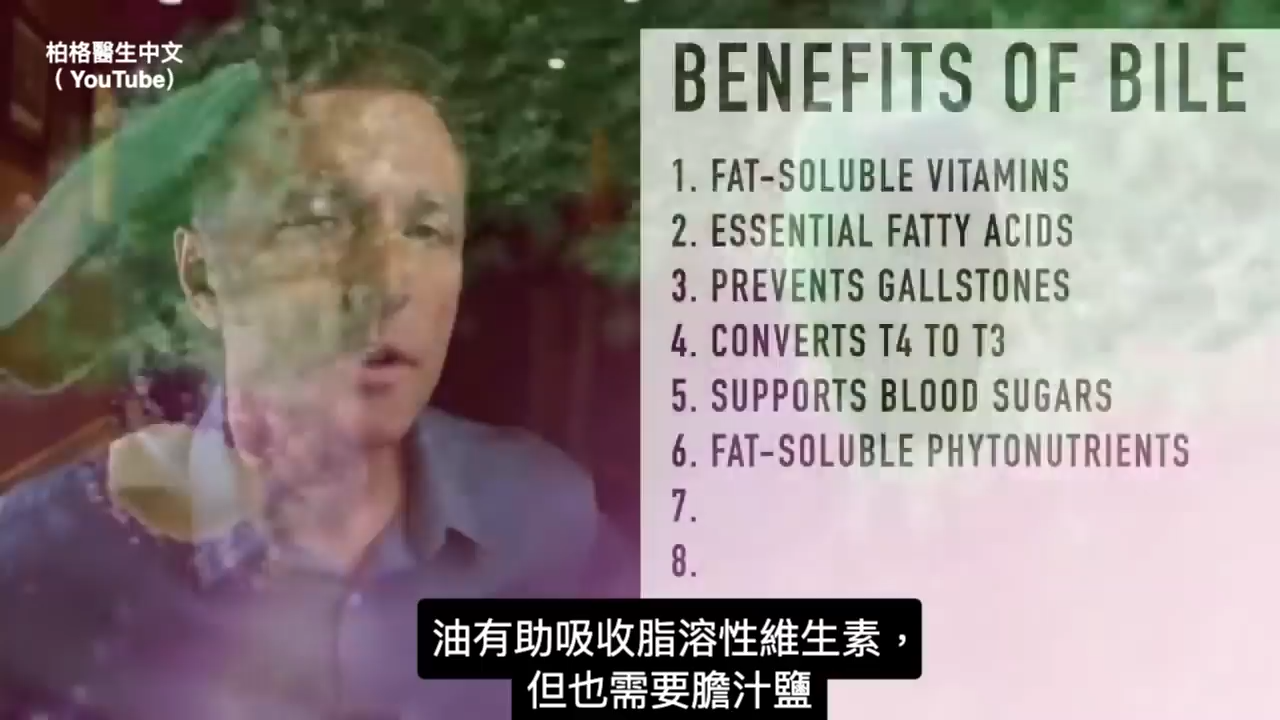 柏格醫生中文
（YouTube）
BENEFITS OF BILE
1. FAT-SOLUBLE VITAMINS
2. ESSENTIAL FATTY ACIDS
3. PREVENTS GALLSTONES
4. CONVERTS T4 TO T3
5. SUPPORTS BLOOD SUGARS
6. FAT-SOLUBLE PHYTONUTRIENTS
7.
8.
油有助吸收脂溶性維生素，
但也需要膽汁鹽